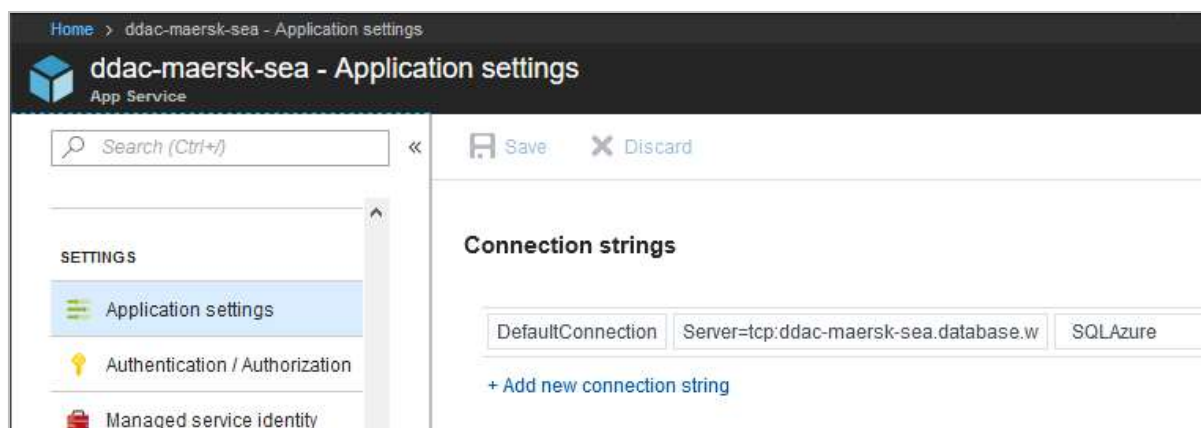 Home > ddac-maersk-sea - Application settings
ddac-maersk-sea - Application settings
App Service
Search (Ctrl+/)
«
Save
Discard
SETTINGS
Application settings
Authentication / Authorization
Managed service identity
Connection strings
DefaultConnection Server=tcp:ddac-maersk-sea.database.w SQLAzure
+ Add new connection string